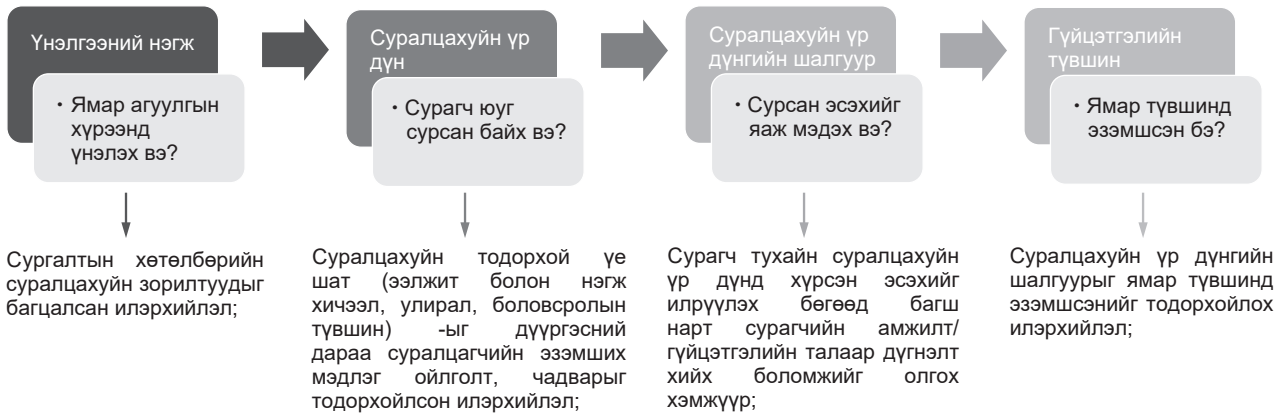 Үнэлгээний нэгж
• Ямар агуулгын
хүрээнд
үнэлэх вэ?
Сургалтын хөтөлбөрийн
суралцахуйн зорилтуудыг
багцалсан илэрхийлэл;
Суралцахуйн үр
дүн
• Сурагч юуг
сурсан байх вэ?
Суралцахуйн тодорхой үе
шат (ээлжит болон нэгж
хичээл, улирал, боловсролын
түвшин) -ыг дүүргэсний
дараа суралцагчийн эзэмших
мэдлэг ойлголт, чадварыг
тодорхойлсон илэрхийлэл;
Суралцахуйн үр
дүнгийн шалгуур
• Сурсан эсэхийг
яаж мэдэх вэ?
Сурагч тухайн суралцахуйн
үр дүнд хүрсэн эсэхийг
илрүүлэх бөгөөд багш
нарт сурагчийн амжилт/
гүйцэтгэлийн талаар дүгнэлт
хийх боломжийг олгох
хэмжүүр;
Гүйцэтгэлийн
түвшин
• Ямар түвшинд
эзэмшсэн бэ?
Суралцахуйн үр дүнгийн
шалгуурыг ямар түвшинд
эзэмшсэнийг тодорхойлох
илэрхийлэл;